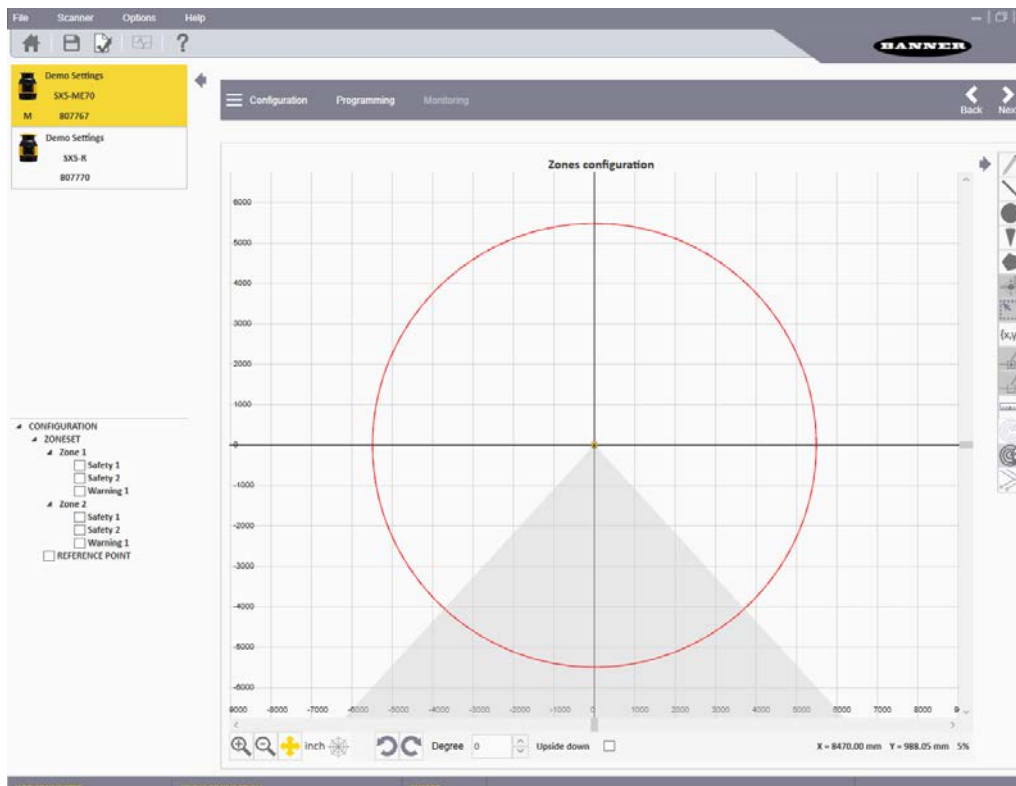 File Scanner Options Help
?
BANNER
Demo Settings
SX5-ME70
M 807767
Demo Settings
SX5-R
807770
Configuration Programming Monitoring
Back Next
Zones configuration
6000
5000
4000
3000
2000
1000
0
-1000
-2000
-3000
-4000
-5000
-6000
9000 -8000 -7000 -6000 -5000 -4000 -3000 -2000 -1000 0 1000 2000 3000 4000 5000 6000 7000 8000 9
(x,y
CONFIGURATION
ZONESET
Zone 1
Safety 1
Safety 2
Warning 1
Zone 2
Safety 1
Safety 2
Warning 1
REFERENCE POINT
inch Degree 0 Upside down X = 8470.00 mm Y = 988.05 mm 5%